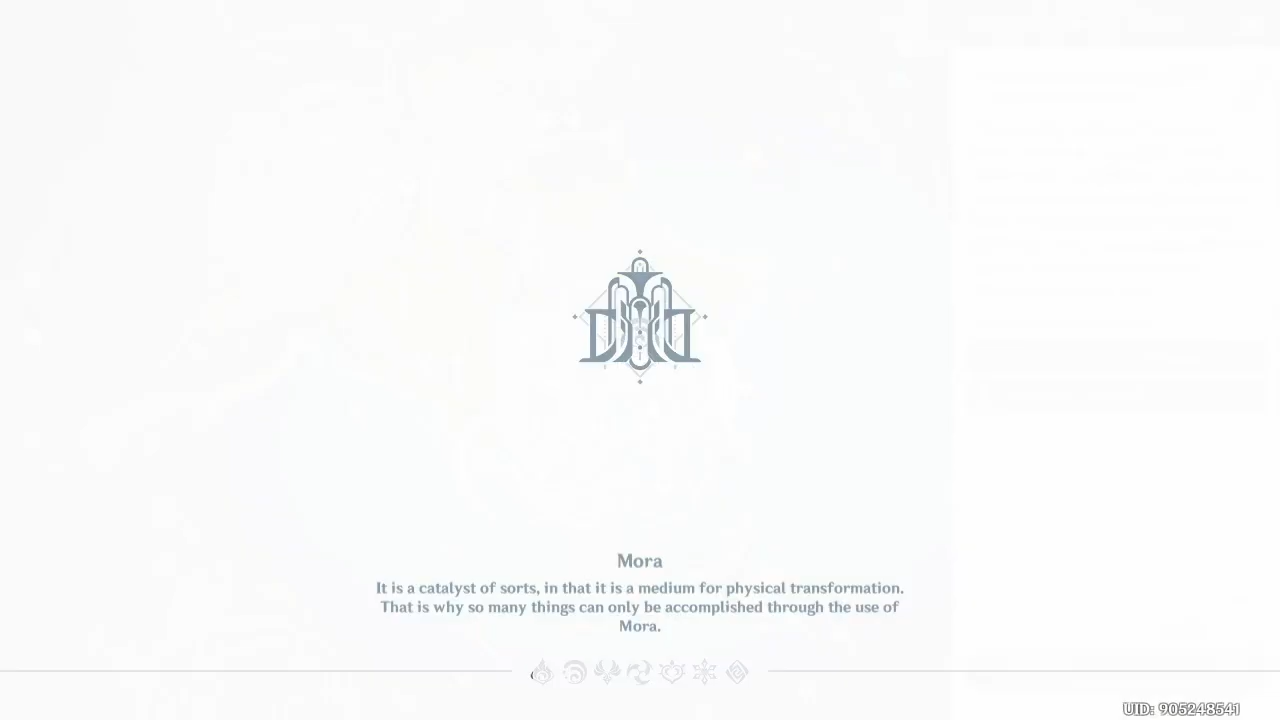 Mora
It is a catalyst of sorts, in that it is a medium for physical transformation.
That is why so many things can only be accomplished through the use of
Mora.
UID: 905248541